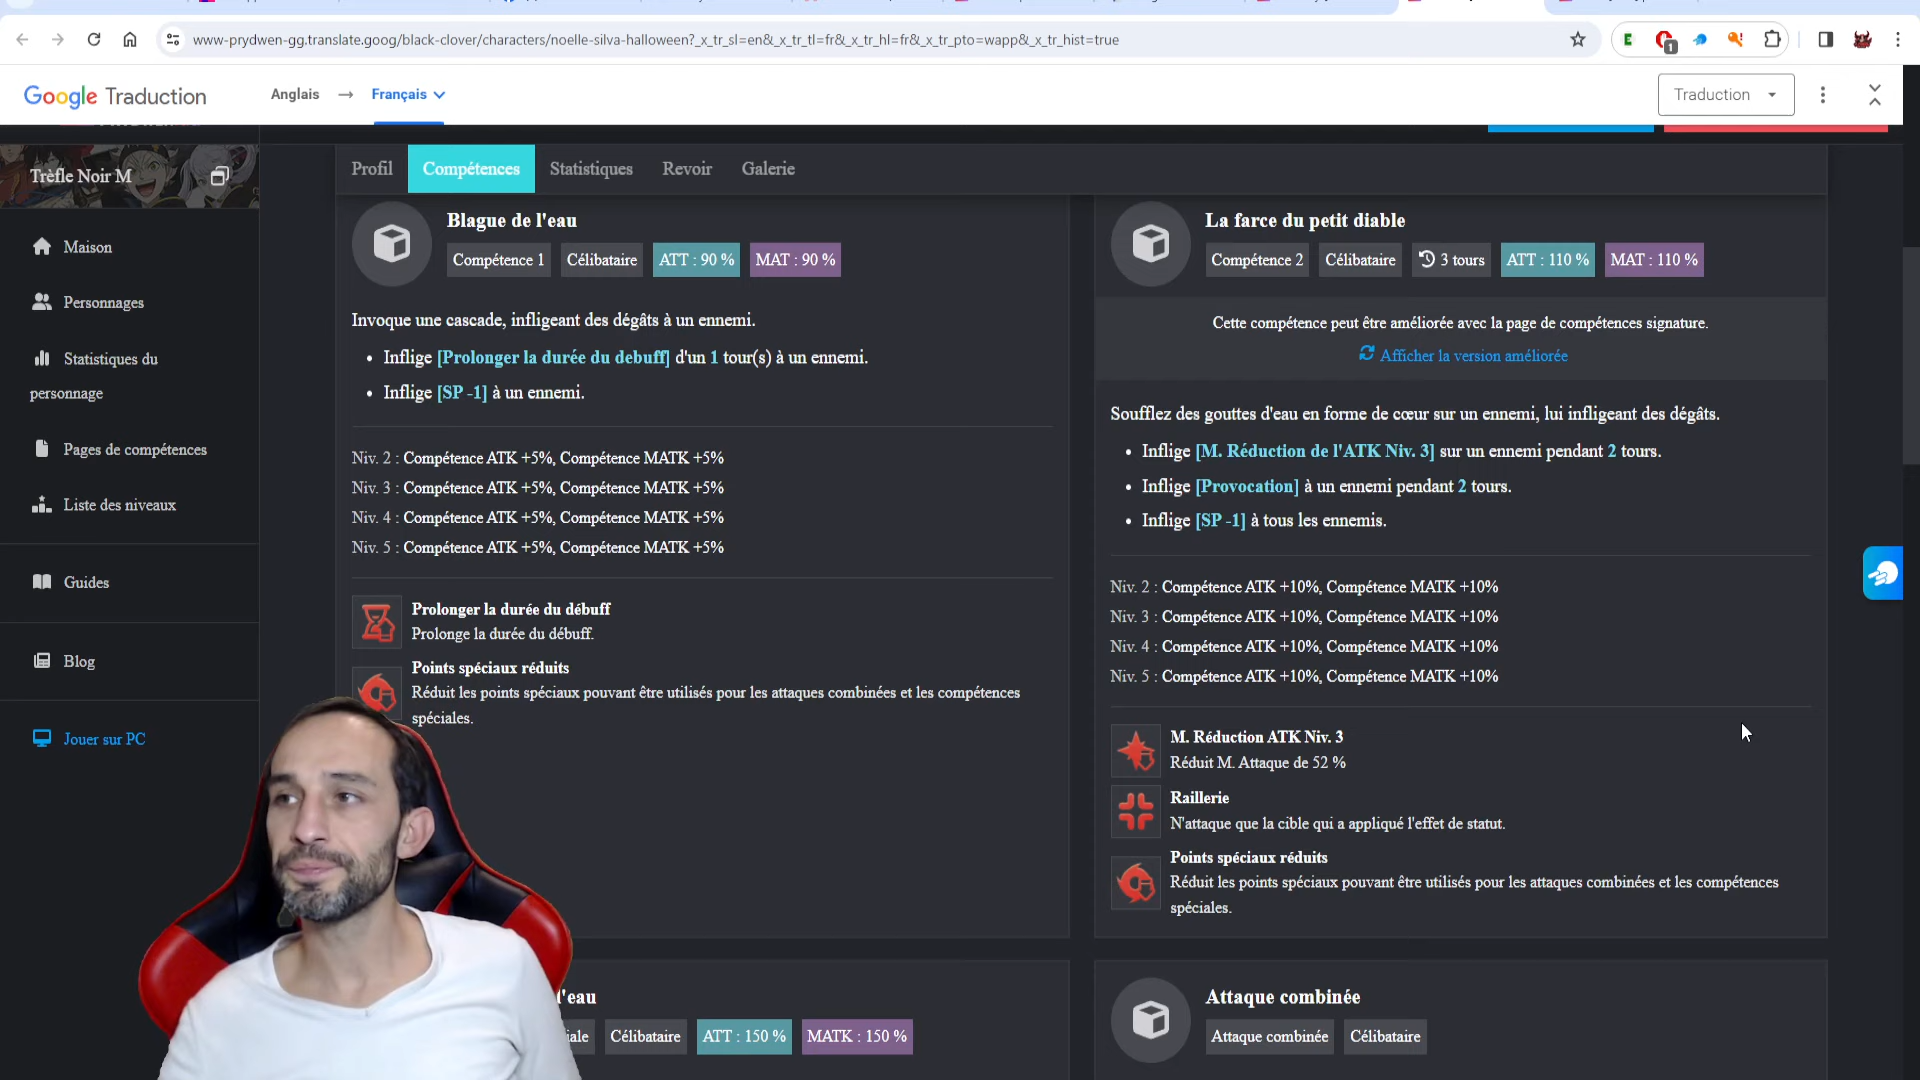 www-prydwen-gg.translate.goog/black-clover/characters/noelle-silva-halloween?_x_tr_sl=en&_x_tr_tl=fr&_x_tr_hl=fr&_x_tr_pto=wapp&_x_tr_hist=true
1
Google Traduction
Anglais → Français
Traduction
Trèfle Noir M
Maison
Personnages
Statistiques du
personnage
Pages de compétences
Liste des niveaux
Guides
Blog
Jouer sur PC
Profil Compétences Statistiques Revoir Galerie
Blague de l'eau
Compétence 1 Célibataire ATT : 90 % MAT : 90 %
Invoque une cascade, infligeant des dégâts à un ennemi.
• Inflige [Prolonger la durée du debuff] d'un 1 tour(s) à un ennemi.
• Inflige [SP -1] à un ennemi.
Niv. 2 : Compétence ATK +5%, Compétence MATK +5%
Niv. 3 : Compétence ATK +5%, Compétence MATK +5%
Niv. 4 : Compétence ATK +5%, Compétence MATK +5%
Niv. 5 : Compétence ATK +5%, Compétence MATK +5%
Prolonger la durée du débuff
Prolonge la durée du débuff.
Points spéciaux réduits
Réduit les points spéciaux pouvant être utilisés pour les attaques combinées et les compétences
spéciales.
La farce du petit diable
Compétence 2 Célibataire 3 tours ATT : 110 % MAT : 110 %
Cette compétence peut être améliorée avec la page de compétences signature.
Afficher la version améliorée
Soufflez des gouttes d'eau en forme de cœur sur un ennemi, lui infligeant des dégâts.
• Inflige [M. Réduction de l'ATK Niv. 3] sur un ennemi pendant 2 tours.
• Inflige [Provocation] à un ennemi pendant 2 tours.
• Inflige [SP -1] à tous les ennemis.
Niv. 2 : Compétence ATK +10%, Compétence MATK +10%
Niv. 3 : Compétence ATK +10%, Compétence MATK +10%
Niv. 4 : Compétence ATK +10%, Compétence MATK +10%
Niv. 5 : Compétence ATK +10%, Compétence MATK +10%
M. Réduction ATK Niv. 3
Réduit M. Attaque de 52 %
Raillerie
N'attaque que la cible qui a appliqué l'effet de statut.
Points spéciaux réduits
Réduit les points spéciaux pouvant être utilisés pour les attaques combinées et les compétences
spéciales.
l'eau
iale Célibataire ATT : 150 % MATK : 150 %
Attaque combinée
Attaque combinée Célibataire